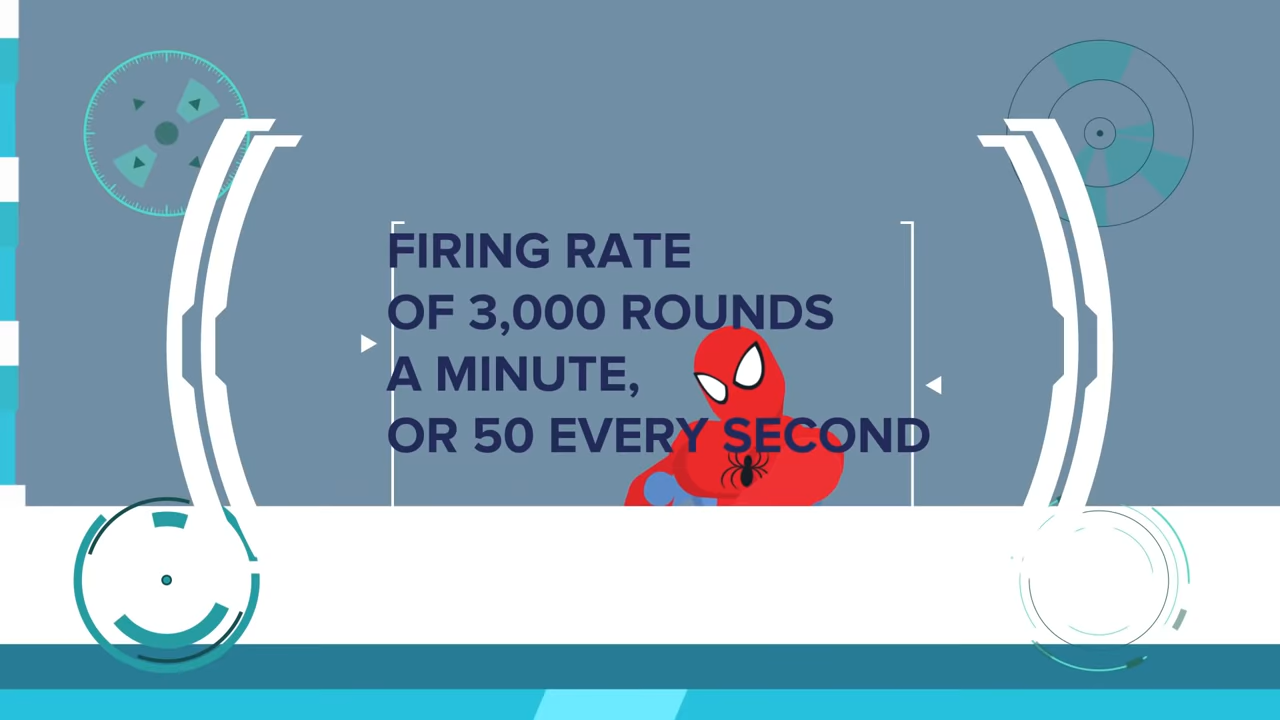 FIRING RATE
OF 3,000 ROUNDS
A MINUTE,
OR 50 EVERY SECOND